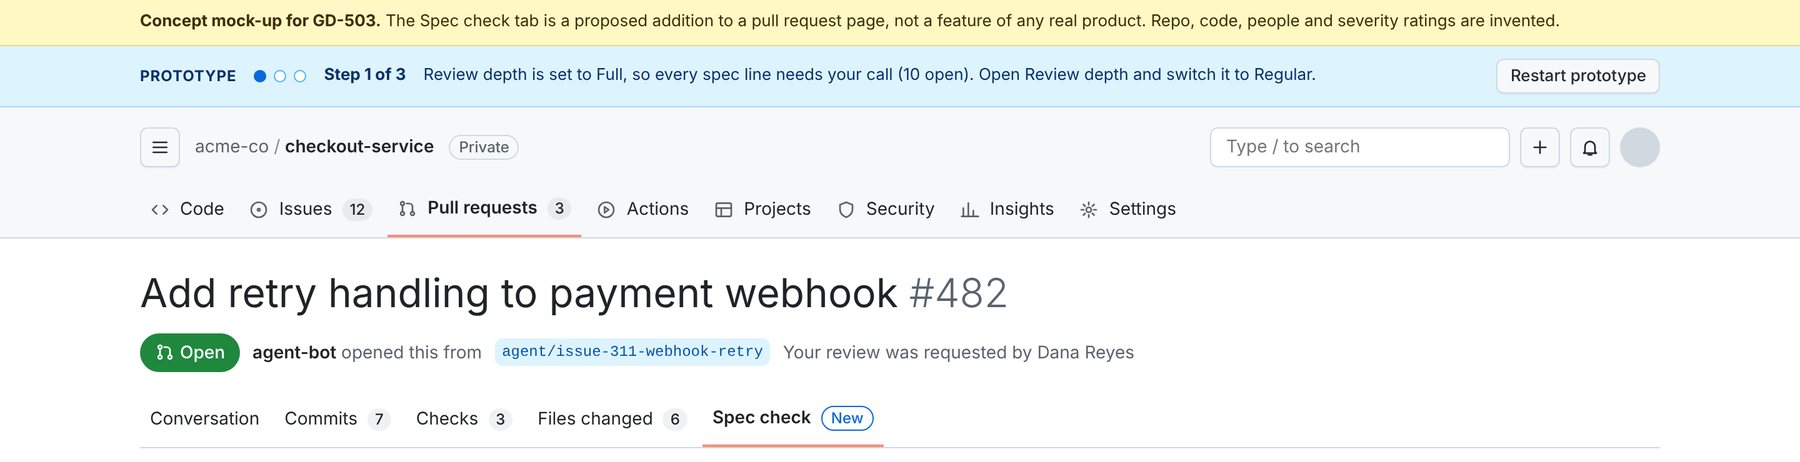 Concept mock-up for GD-503. The Spec check tab is a proposed addition to a pull request page, not a feature of any real product. Repo, code, people and severity ratings are invented.
PROTOTYPE Step 1 of 3 Review depth is set to Full, so every spec line needs your call (10 open). Open Review depth and switch it to Regular. Restart prototype
acme-co / checkout-service Private Type / to search
Code Issues 12 Pull requests 3 Actions Projects Security Insights Settings
Add retry handling to payment webhook #482
Open agent-bot opened this from agent/issue-311-webhook-retry Your review was requested by Dana Reyes
Conversation Commits 7 Checks 3 Files changed 6 Spec check New